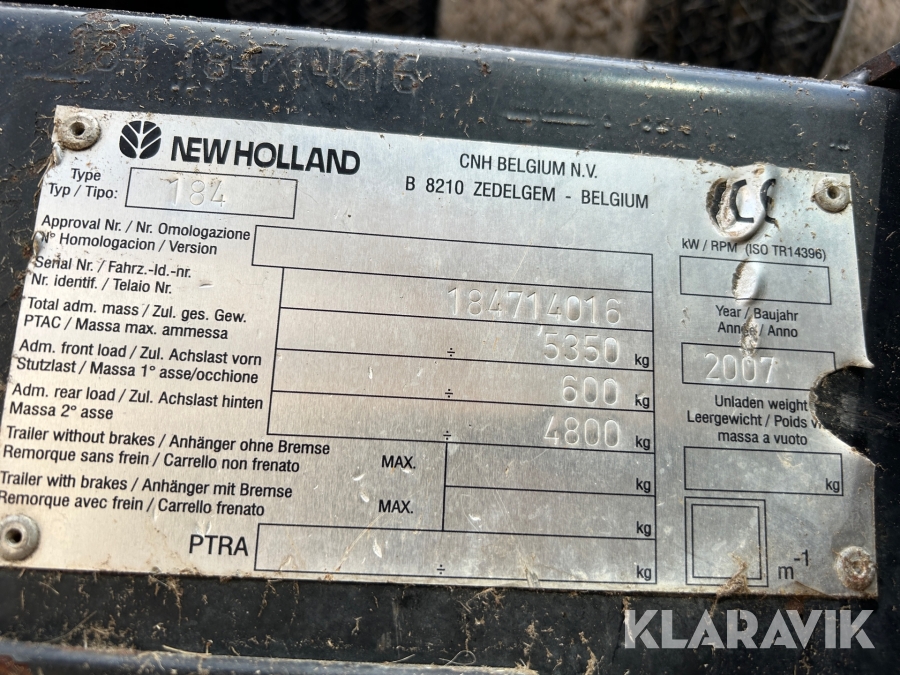 184 184714016
NEW HOLLAND
CNH BELGIUM N.V.
B 8210 ZEDELGEM - BELGIUM
CE
Type
Typ / Tipo:
184
Approval Nr. / Nr. Omologazione
N° Homologacion / Version
kW / RPM (ISO TR14396)
Serial Nr. / Fahrz.-Id.-nr.
Nr. identif. / Telaio Nr.
184714016
Total adm. mass / Zul. ges. Gew.
PTAC / Massa max. ammessa
÷ 5350 kg
Year / Baujahr
Année / Anno
2007
Adm. front load / Zul. Achslast vorn
Stutzlast / Massa 1° asse/occhione
÷ 600 kg
Adm. rear load / Zul. Achslast hinten
Massa 2° asse
÷ 4800 kg
Unladen weight
Leergewicht / Poids
massa a vuoto
kg
Trailer without brakes / Anhänger ohne Bremse
Remorque sans frein / Carrello non frenato
MAX. kg
Trailer with brakes / Anhänger mit Bremse
Remorque avec frein / Carrello frenato
MAX. kg
PTRA ÷ kg
m-1
KLARAVIK